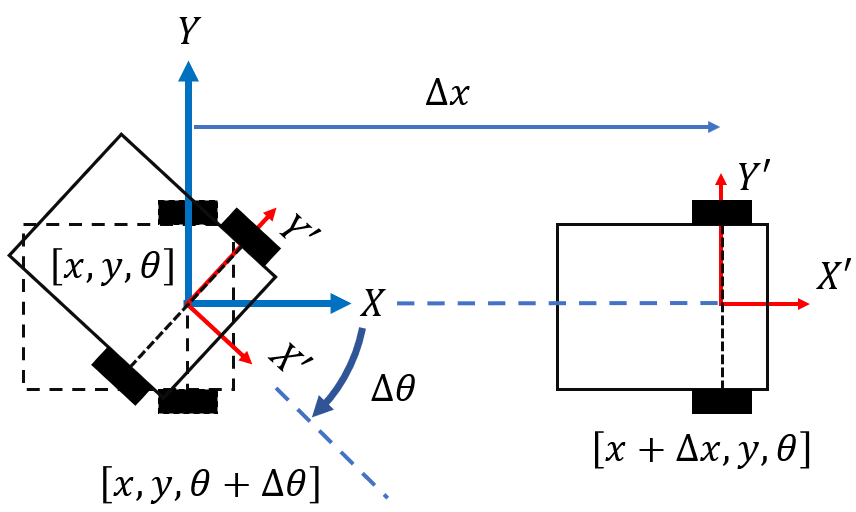 Y
Δx
Y′
Y′
[x, y, θ]
X
X′
X′
Δθ
[x + Δx, y, θ]
[x, y, θ + Δθ]